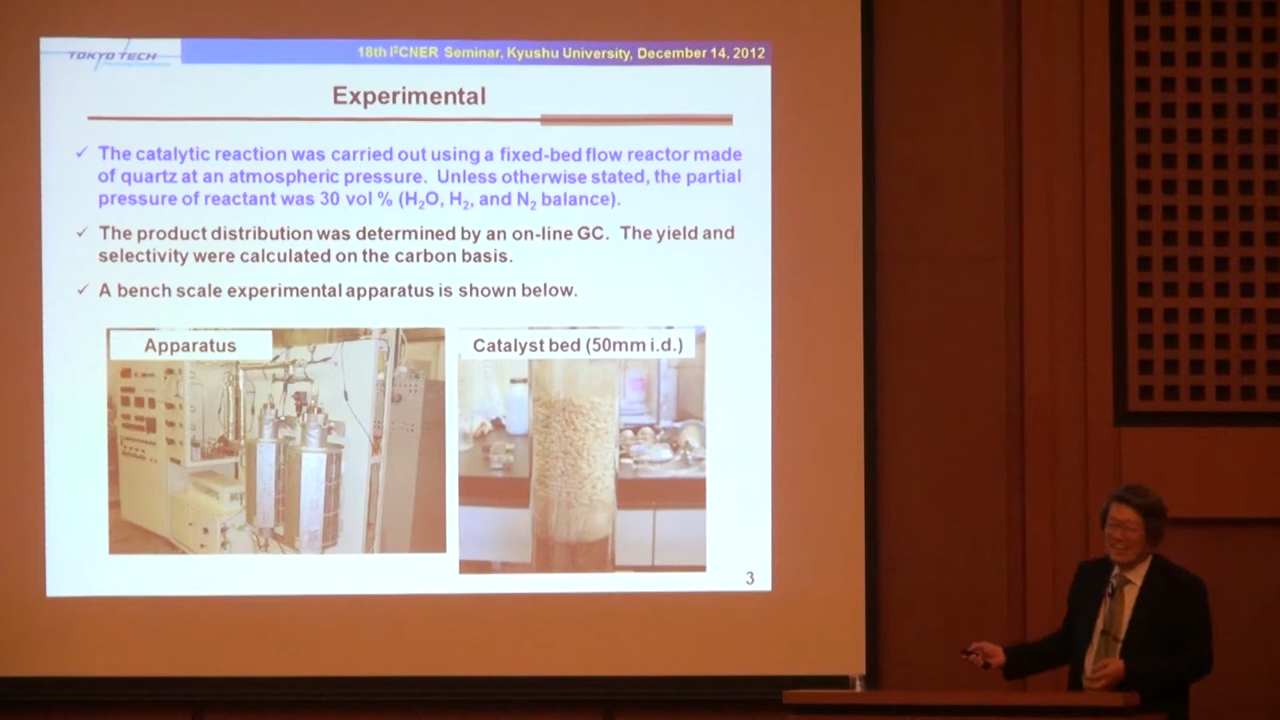 TOKYO TECH
18th I²CNER Seminar, Kyushu University, December 14, 2012
Experimental
✓ The catalytic reaction was carried out using a fixed-bed flow reactor made
of quartz at an atmospheric pressure. Unless otherwise stated, the partial
pressure of reactant was 30 vol % (H₂O, H₂, and N₂ balance).
✓ The product distribution was determined by an on-line GC. The yield and
selectivity were calculated on the carbon basis.
✓ A bench scale experimental apparatus is shown below.
Apparatus
Catalyst bed (50mm i.d.)
3